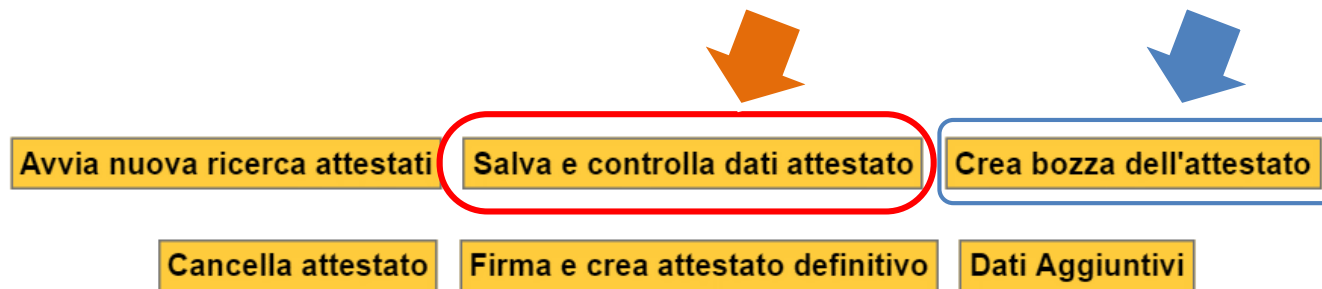 Avvia nuova ricerca attestati Salva e controlla dati attestato Crea bozza dell'attestato
Cancella attestato Firma e crea attestato definitivo Dati Aggiuntivi